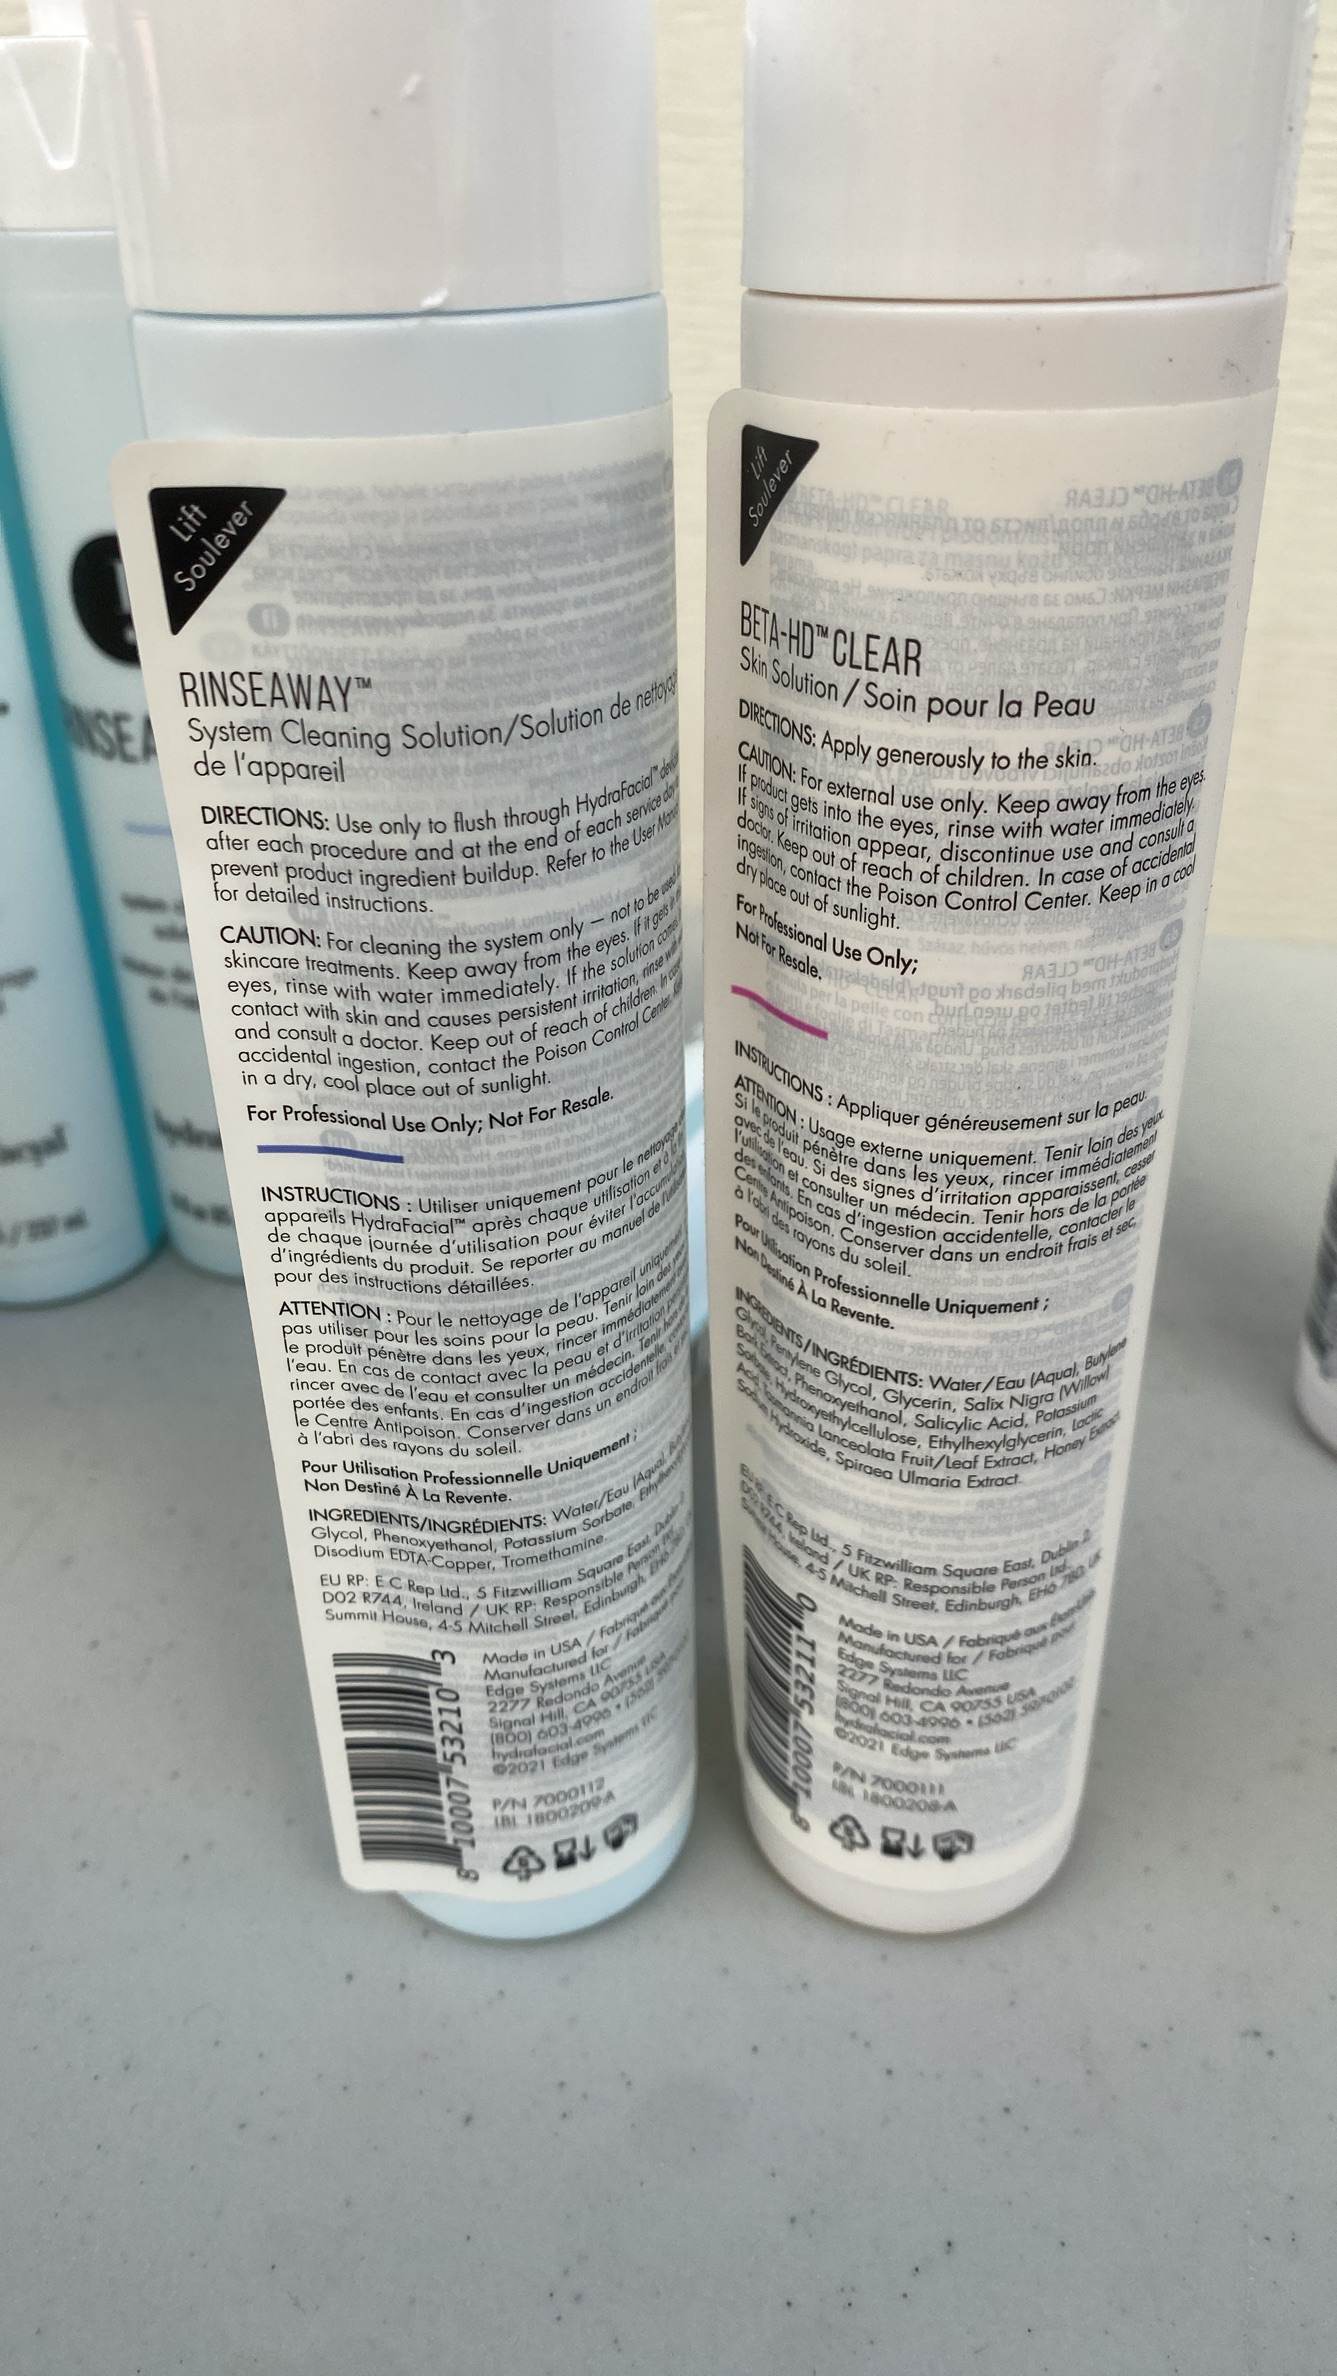 Lift
Soulever
RINSEAWAY™
System Cleaning Solution/Solution de nettoyage
de l'appareil
DIRECTIONS: Use only to flush through HydraFacial™
after each procedure and at the end of each service day
prevent product ingredient buildup. Refer to the User
for detailed instructions.
CAUTION: For cleaning the system only – not to be used
skincare treatments. Keep away from the eyes. If it gets
eyes, rinse with water immediately. If the solution comes
contact with skin and causes persistent irritation, rinse with
and consult a doctor. Keep out of reach of children. In
accidental ingestion, contact the Poison Control Center.
in a dry, cool place out of sunlight.
For Professional Use Only; Not For Resale.
INSTRUCTIONS : Utiliser uniquement pour le nettoyage
appareils HydraFacial™ après chaque utilisation et à
de chaque journée d'utilisation pour éviter
d'ingrédients du produit. Se reporter au manuel de
pour des instructions détaillées.
ATTENTION : Pour le nettoyage de l'appareil
pas utiliser pour les soins pour la peau. Tenir loin des
le produit pénètre dans les yeux, rincer immédiatement
l'eau. En cas de contact avec la peau et d'irritation
rincer avec de l'eau et consulter un médecin. Tenir
portée des enfants. En cas d'ingestion accidentelle,
le Centre Antipoison. Conserver dans un endroit frais
à l'abri des rayons du soleil.
Pour Utilisation Professionnelle Uniquement ;
Non Destiné À La Revente.
INGREDIENTS/INGRÉDIENTS: Water/Eau (Aqua),
Glycol, Phenoxyethanol, Potassium Sorbate,
Disodium EDTA-Copper, Tromethamine.
EU RP: E C Rep Ltd., 5 Fitzwilliam Square East, Dublin 2
D02 R744, Ireland / UK RP: Responsible Person
Summit House, 4-5 Mitchell Street, Edinburgh,
Made in USA / Fabriqué aux
Manufactured for / Fabriqué pour
Edge Systems LLC
2277 Redondo Avenue
Signal Hill, CA 90755 USA
(800) 603-4996 •
hydrafacial.com
©2021 Edge Systems LLC
P/N 7000112
LBL 1800209-A
8 10007 53210 3
Lift
Soulever
BETA-HD™ CLEAR
Skin Solution / Soin pour la Peau
DIRECTIONS: Apply generously to the skin.
CAUTION: For external use only. Keep away from the eyes.
If product gets into the eyes, rinse with water immediately.
If signs of irritation appear, discontinue use and consult a
doctor. Keep out of reach of children. In case of accidental
ingestion, contact the Poison Control Center. Keep in a cool
dry place out of sunlight.
For Professional Use Only;
Not For Resale.
INSTRUCTIONS : Appliquer généreusement sur la peau.
ATTENTION : Usage externe uniquement. Tenir loin des yeux.
Si le produit pénètre dans les yeux, rincer immédiatement
avec de l'eau. Si des signes d'irritation apparaissent, cesser
l'utilisation et consulter un médecin. Tenir hors de la portée
des enfants. En cas d'ingestion accidentelle, contacter le
Centre Antipoison. Conserver dans un endroit frais et sec,
à l'abri des rayons du soleil.
Pour Utilisation Professionnelle Uniquement ;
Non Destiné À La Revente.
INGREDIENTS/INGRÉDIENTS: Water/Eau (Aqua), Butylene
Glycol, Pentylene Glycol, Glycerin, Salix Nigra (Willow)
Bark Extract, Phenoxyethanol, Salicylic Acid, Potassium
Sorbate, Hydroxyethylcellulose, Ethylhexylglycerin, Lactic
Acid, Tasmannia Lanceolata Fruit/Leaf Extract, Honey Extract,
Sodium Hydroxide, Spiraea Ulmaria Extract.
EU RP: E C Rep Ltd., 5 Fitzwilliam Square East, Dublin 2,
D02 R744, Ireland / UK RP: Responsible Person Ltd.,
Summit House, 4-5 Mitchell Street, Edinburgh, EH6 7BD, UK
Made in USA / Fabriqué aux États-Unis
Manufactured for / Fabriqué pour
Edge Systems LLC
2277 Redondo Avenue
Signal Hill, CA 90755 USA
(800) 603-4996 •
hydrafacial.com
©2021 Edge Systems LLC
P/N 7000111
LBL 1800208-A
8 10007 53211 0